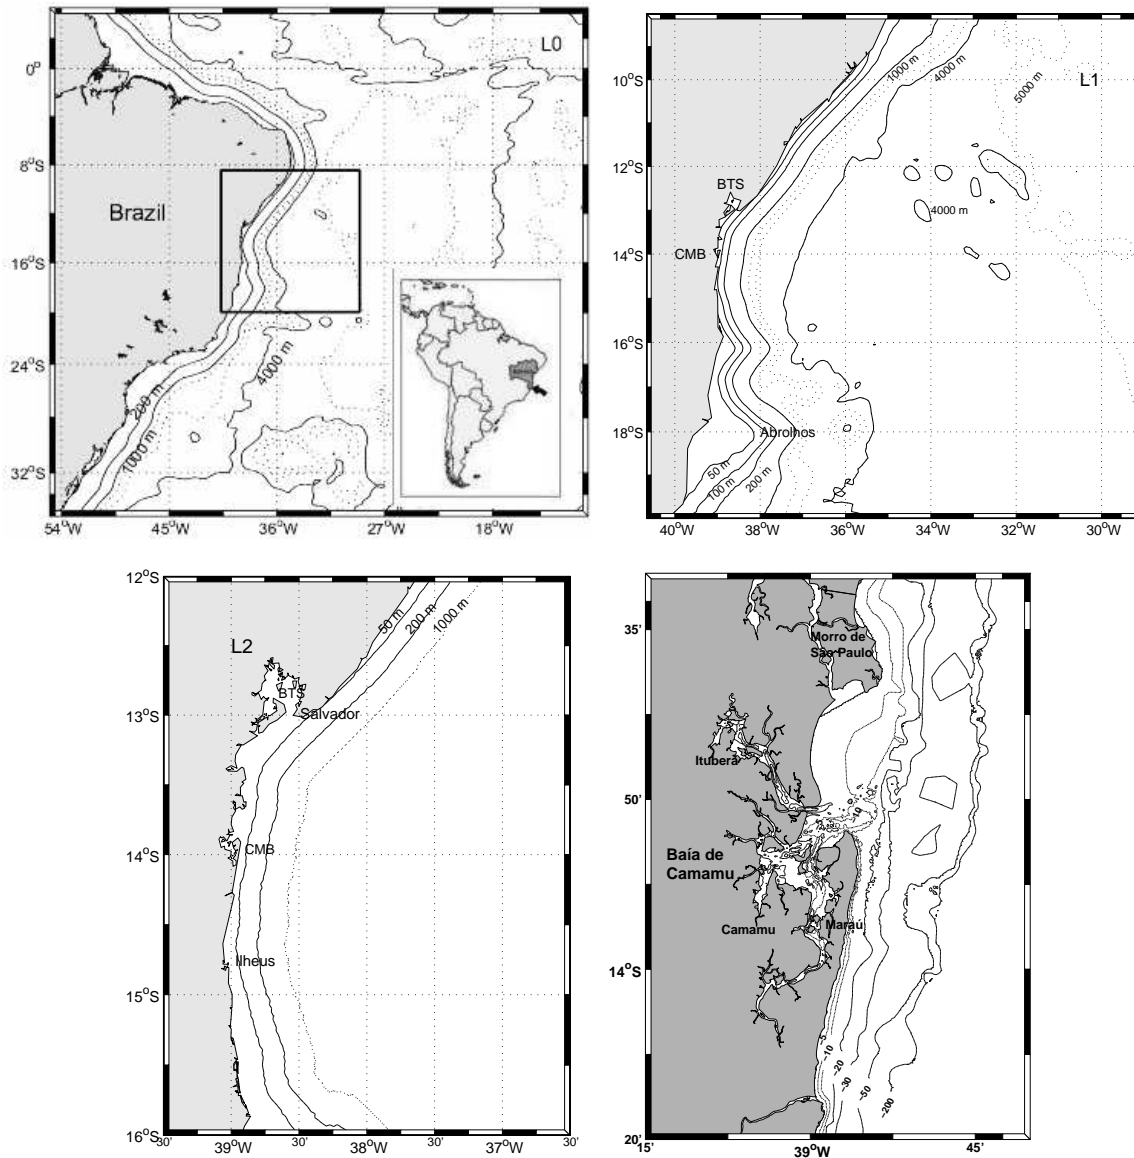 L0
0°
8°S
Brazil
16°S
24°S
4000 m
200 m
1000 m
32°S
54°W
45°W
36°W
27°W
18°W
1000 m
4000 m
5000 m
L1
10°S
12°S
BTS
4000 m
CMB
14°S
16°S
Abrolhos
18°S
50 m
100 m
200 m
40°W
38°W
36°W
34°W
32°W
30°W
12°S
50 m
200 m
1000 m
L2
BTS
Salvador
13°S
CMB
14°S
Ilheus
15°S
16°S
30'
39°W
30'
38°W
30'
37°W
30'
35'
Morro de
São Paulo
Ituberá
50'
-10
Baía de
Camamu
Camamu
Maraú
14°S
-5
-10
-20
-30
-50
-200
20'
15'
39°W
45'